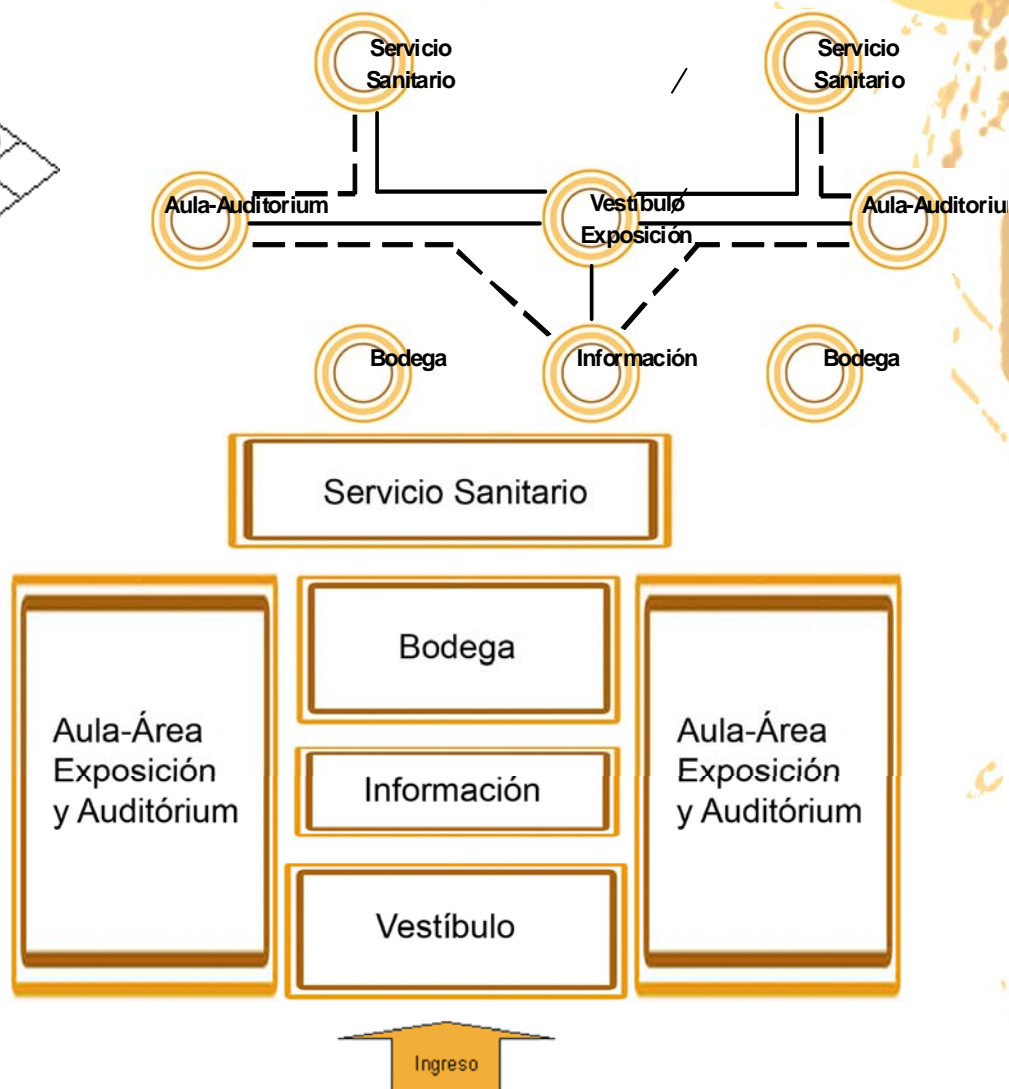 Servicio
Sanitario
Servicio
Sanitario
/
Aula-Auditorium
Vestíbulo/
Exposición
Aula-Auditoriu
Bodega
Información
Bodega
Servicio Sanitario
Bodega
Aula-Área
Exposición
y Auditórium
Información
Aula-Área
Exposición
y Auditórium
Vestíbulo
Ingreso